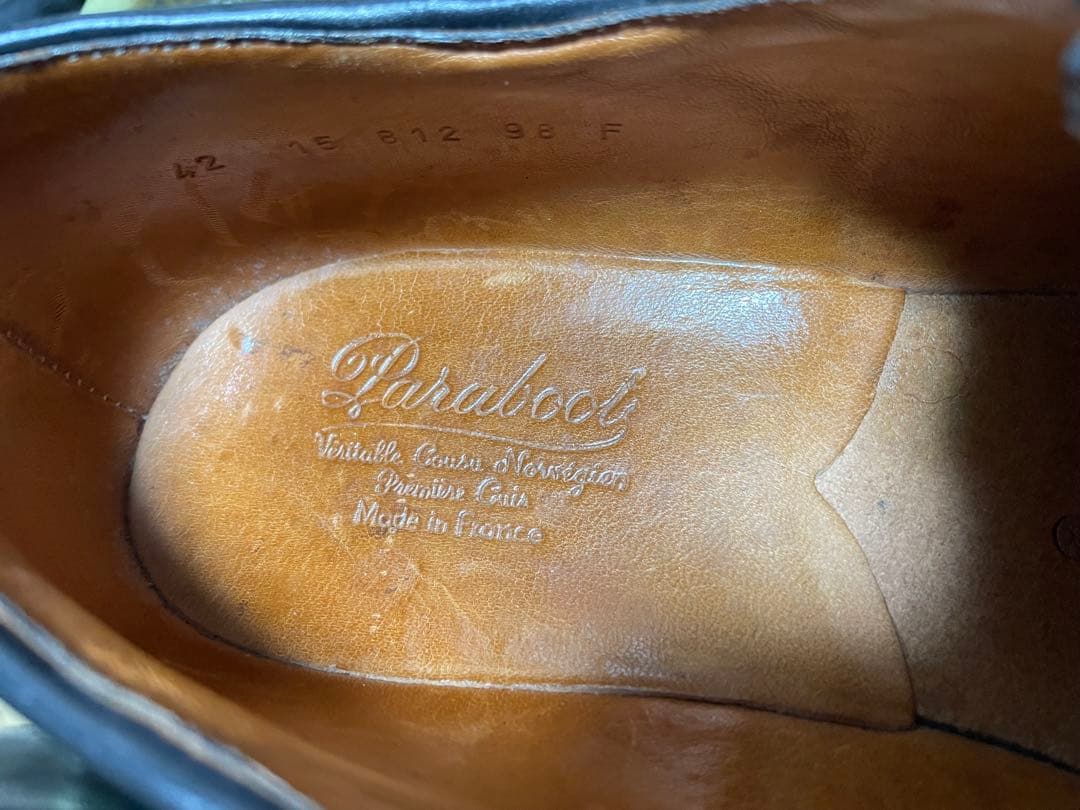 42 15 812 98 F
Paraboot
Véritable Cousu Norvégien
Première Cuir
Made in France